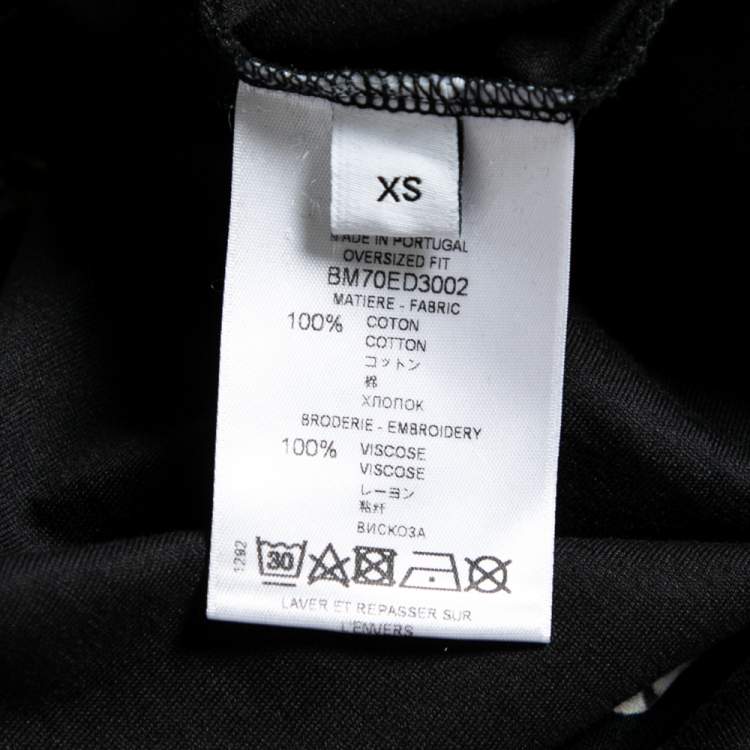 XS
MADE IN PORTUGAL
OVERSIZED FIT
BM70ED3002
MATIERE - FABRIC
100% COTON
COTTON
コットン
棉
ХЛОПОК
BRODERIE - EMBROIDERY
100% VISCOSE
VISCOSE
レーヨン
粘纤
ВИСКОЗА
1292
30
LAVER ET REPASSER SUR
L'ENVERS